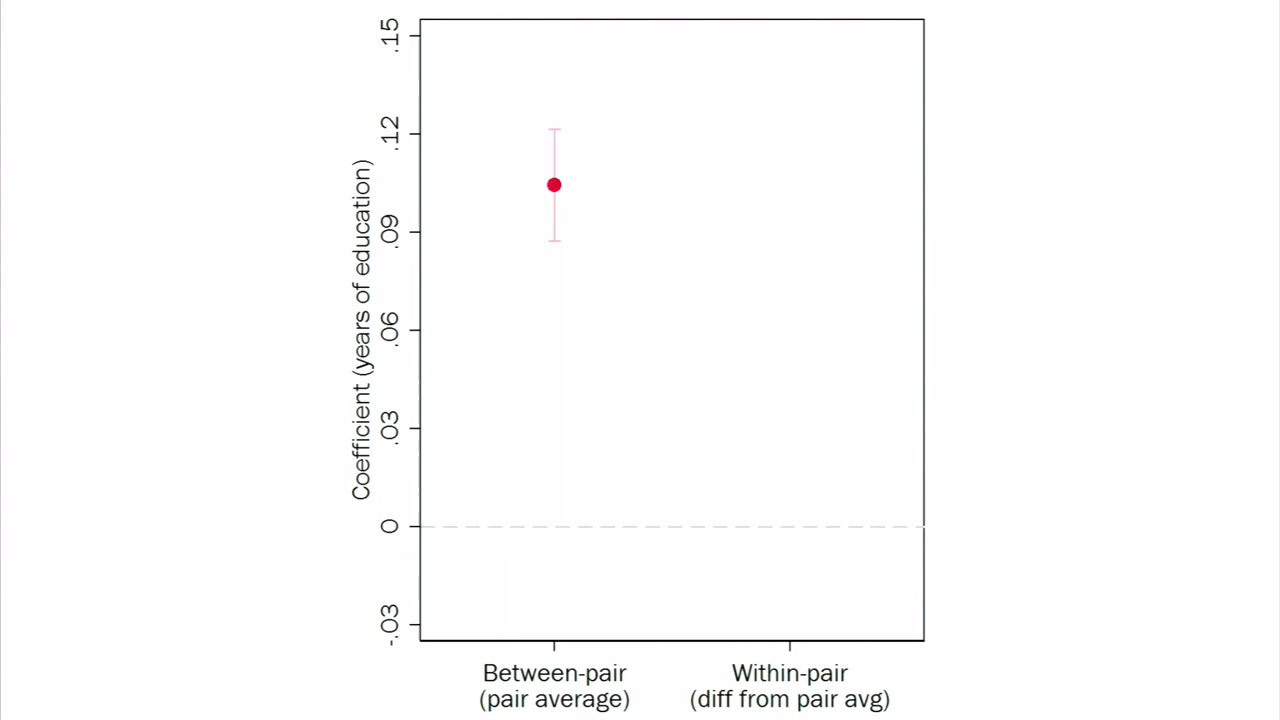 .15
.12
.09
.06
.03
0
-.03
Coefficient (years of education)
Between-pair
(pair average)
Within-pair
(diff from pair avg)